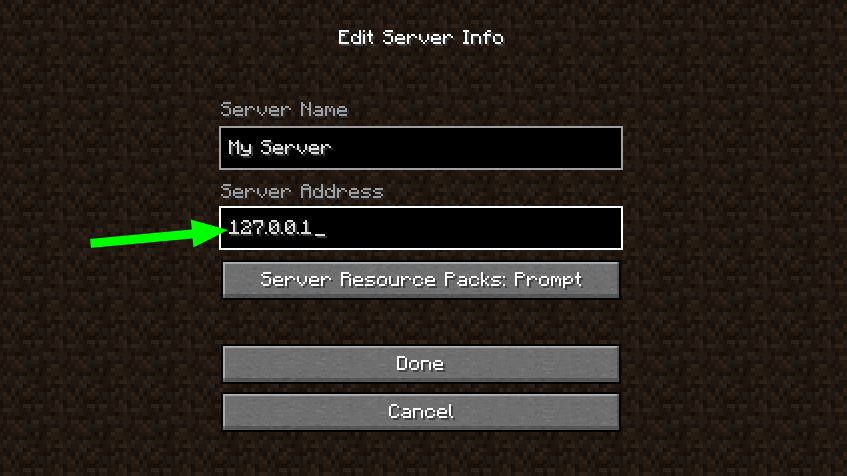 Edit Server Info
Server Name
My Server
Server Address
127.0.0.1_
Server Resource Packs: Prompt
Done
Cancel